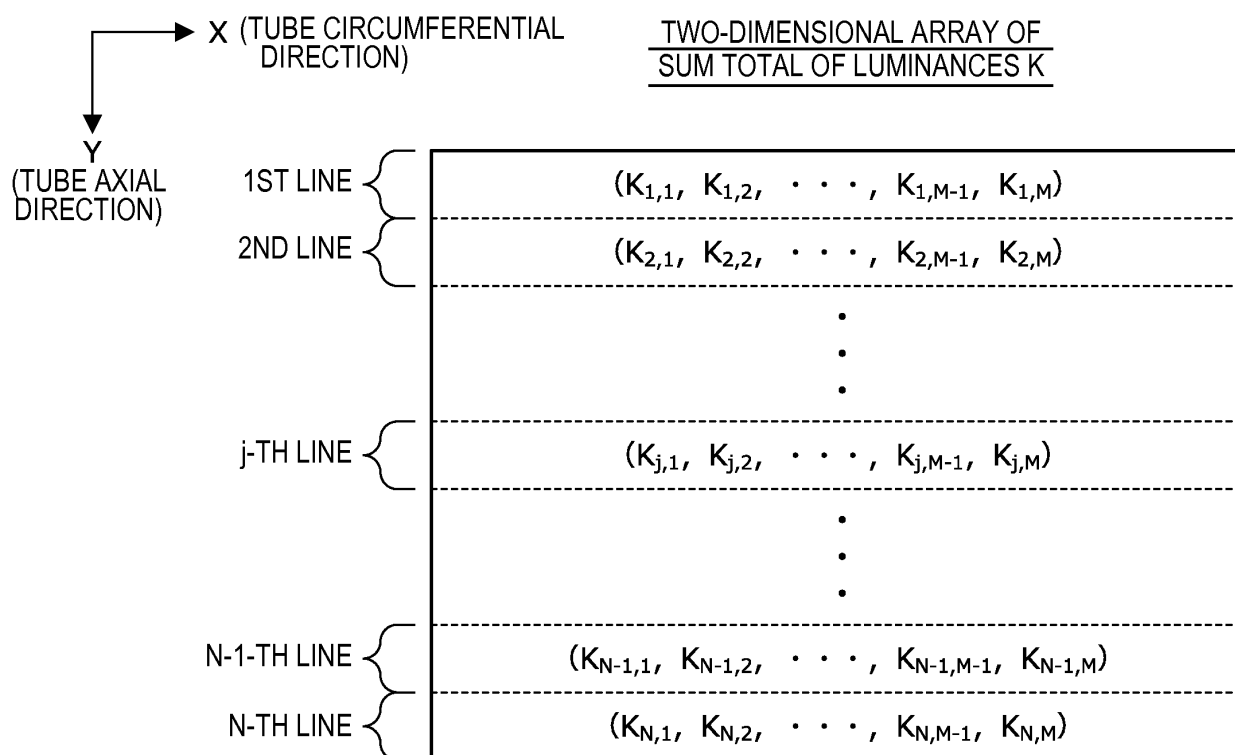 X (TUBE CIRCUMFERENTIAL
DIRECTION)
Y
(TUBE AXIAL
DIRECTION)
TWO-DIMENSIONAL ARRAY OF
SUM TOTAL OF LUMINANCES K
1ST LINE (K1,1, K1,2, ・・・, K1,M-1, K1,M)
2ND LINE (K2,1, K2,2, ・・・, K2,M-1, K2,M)
j-TH LINE (Kj,1, Kj,2, ・・・, Kj,M-1, Kj,M)
N-1-TH LINE (KN-1,1, KN-1,2, ・・・, KN-1,M-1, KN-1,M)
N-TH LINE (KN,1, KN,2, ・・・, KN,M-1, KN,M)